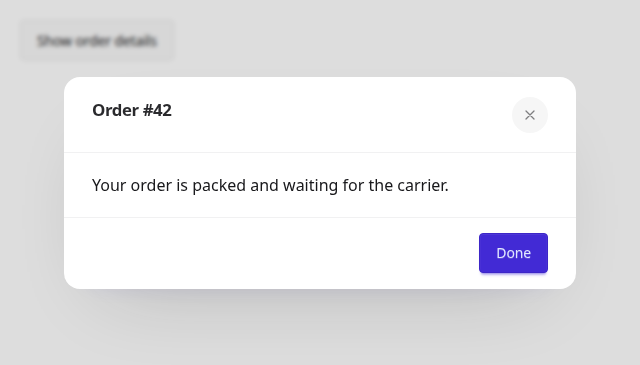 Show order details
Order #42
Your order is packed and waiting for the carrier.
Done